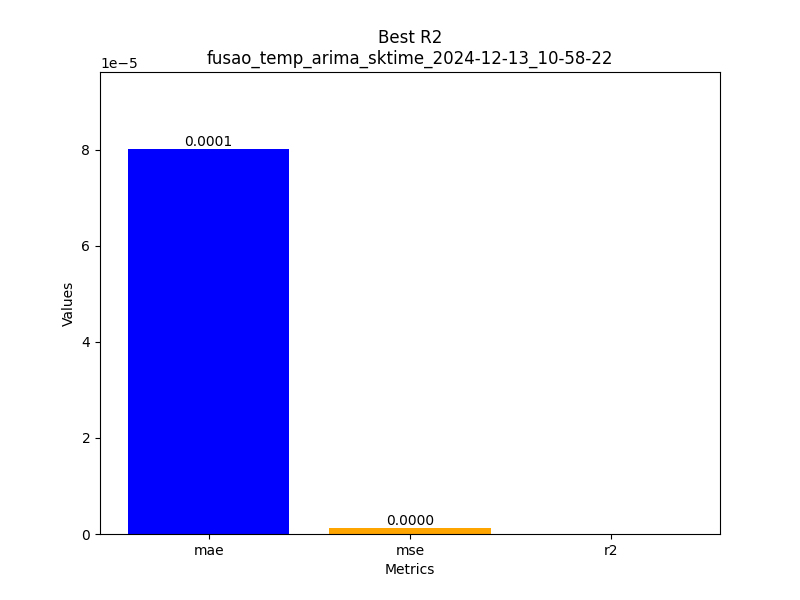 Best R2
fusao_temp_arima_sktime_2024-12-13_10-58-22
1e−5
0.0001
8
6
4
2
0
Values
0.0000
mae mse r2
Metrics